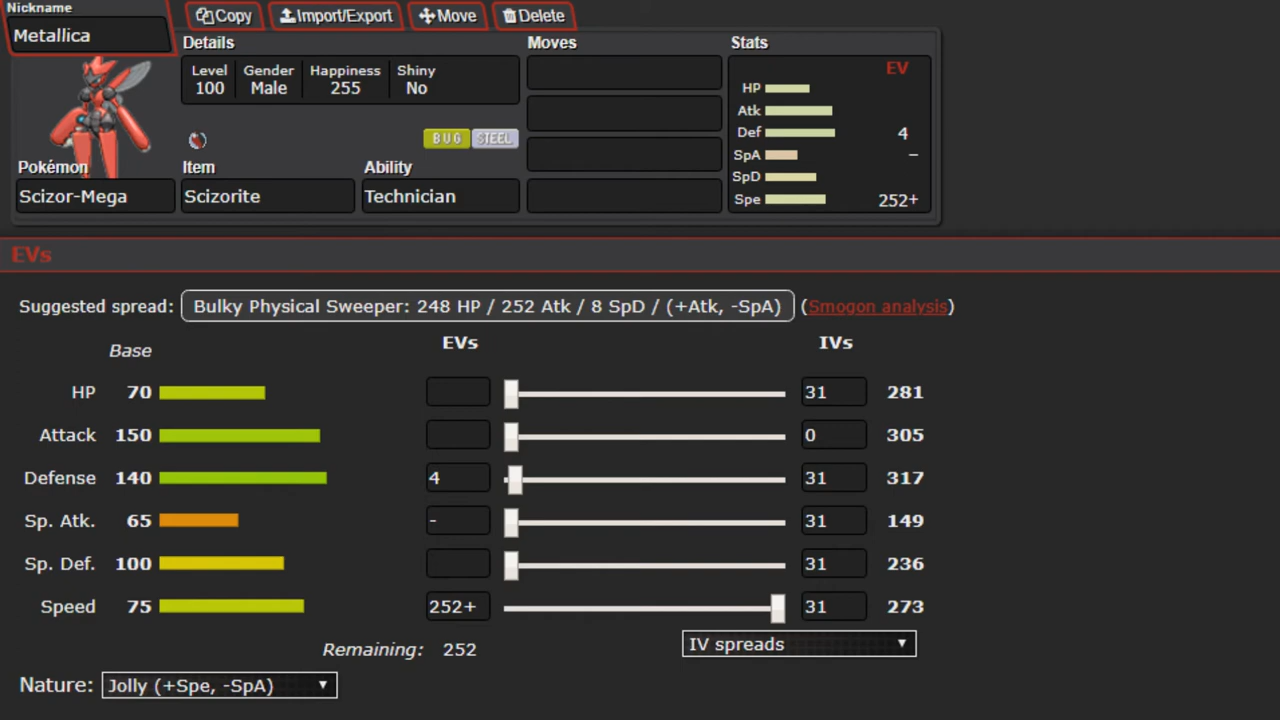 Nickname
Metallica
Copy Import/Export Move Delete
Details
Level Gender Happiness Shiny
100 Male 255 No
BUG STEEL
Pokémon Item Ability
Scizor-Mega Scizorite Technician
Moves
Stats
EV
HP
Atk
Def 4
SpA –
SpD
Spe 252+
EVs
Suggested spread: Bulky Physical Sweeper: 248 HP / 252 Atk / 8 SpD / (+Atk, -SpA) (Smogon analysis)
Base EVs IVs
HP 70 31 281
Attack 150 0 305
Defense 140 4 31 317
Sp. Atk. 65 - 31 149
Sp. Def. 100 31 236
Speed 75 252+ 31 273
Remaining: 252 IV spreads
Nature: Jolly (+Spe, -SpA)